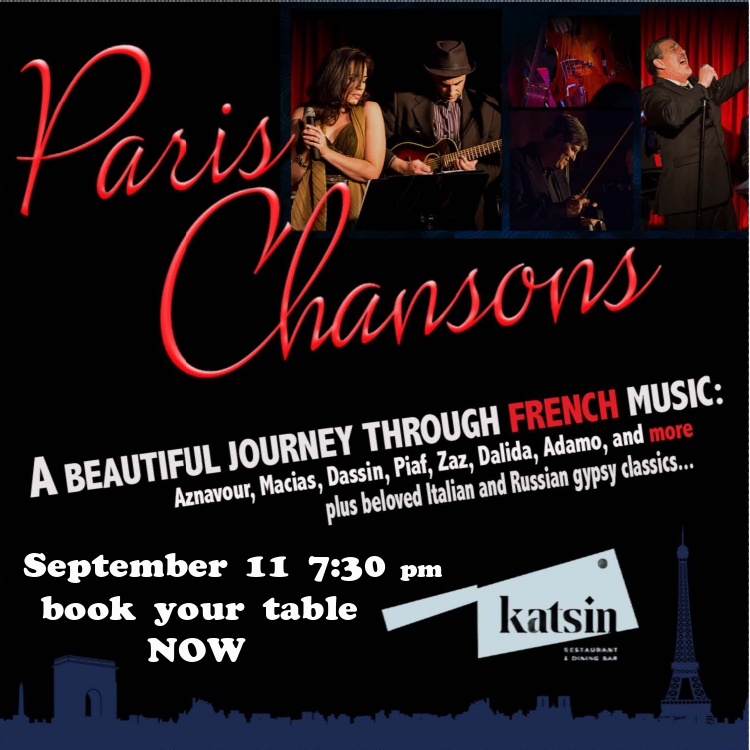 Paris
Chansons
A BEAUTIFUL JOURNEY THROUGH FRENCH MUSIC:
Aznavour, Macias, Dassin, Piaf, Zaz, Dalida, Adamo, and more
plus beloved Italian and Russian gypsy classics...
September 11 7:30 pm
book your table
NOW
katsin
RESTAURANT
& DINING BAR